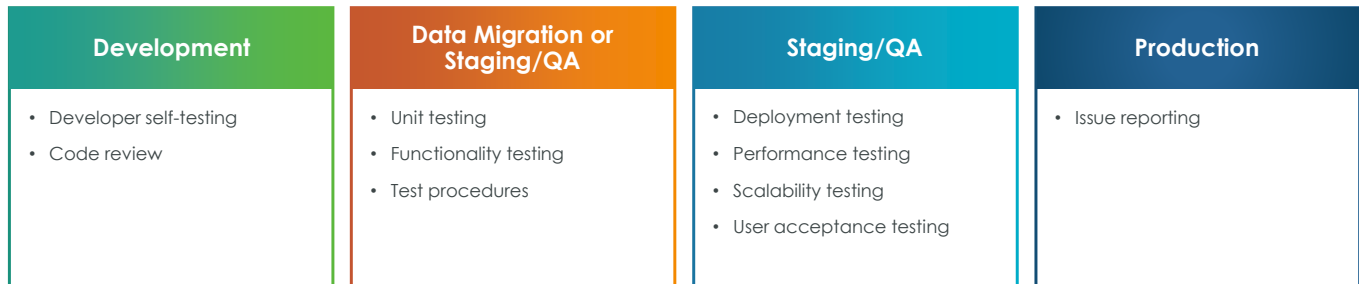 Development
• Developer self-testing
• Code review
Data Migration or
Staging/QA
• Unit testing
• Functionality testing
• Test procedures
Staging/QA
• Deployment testing
• Performance testing
• Scalability testing
• User acceptance testing
Production
• Issue reporting